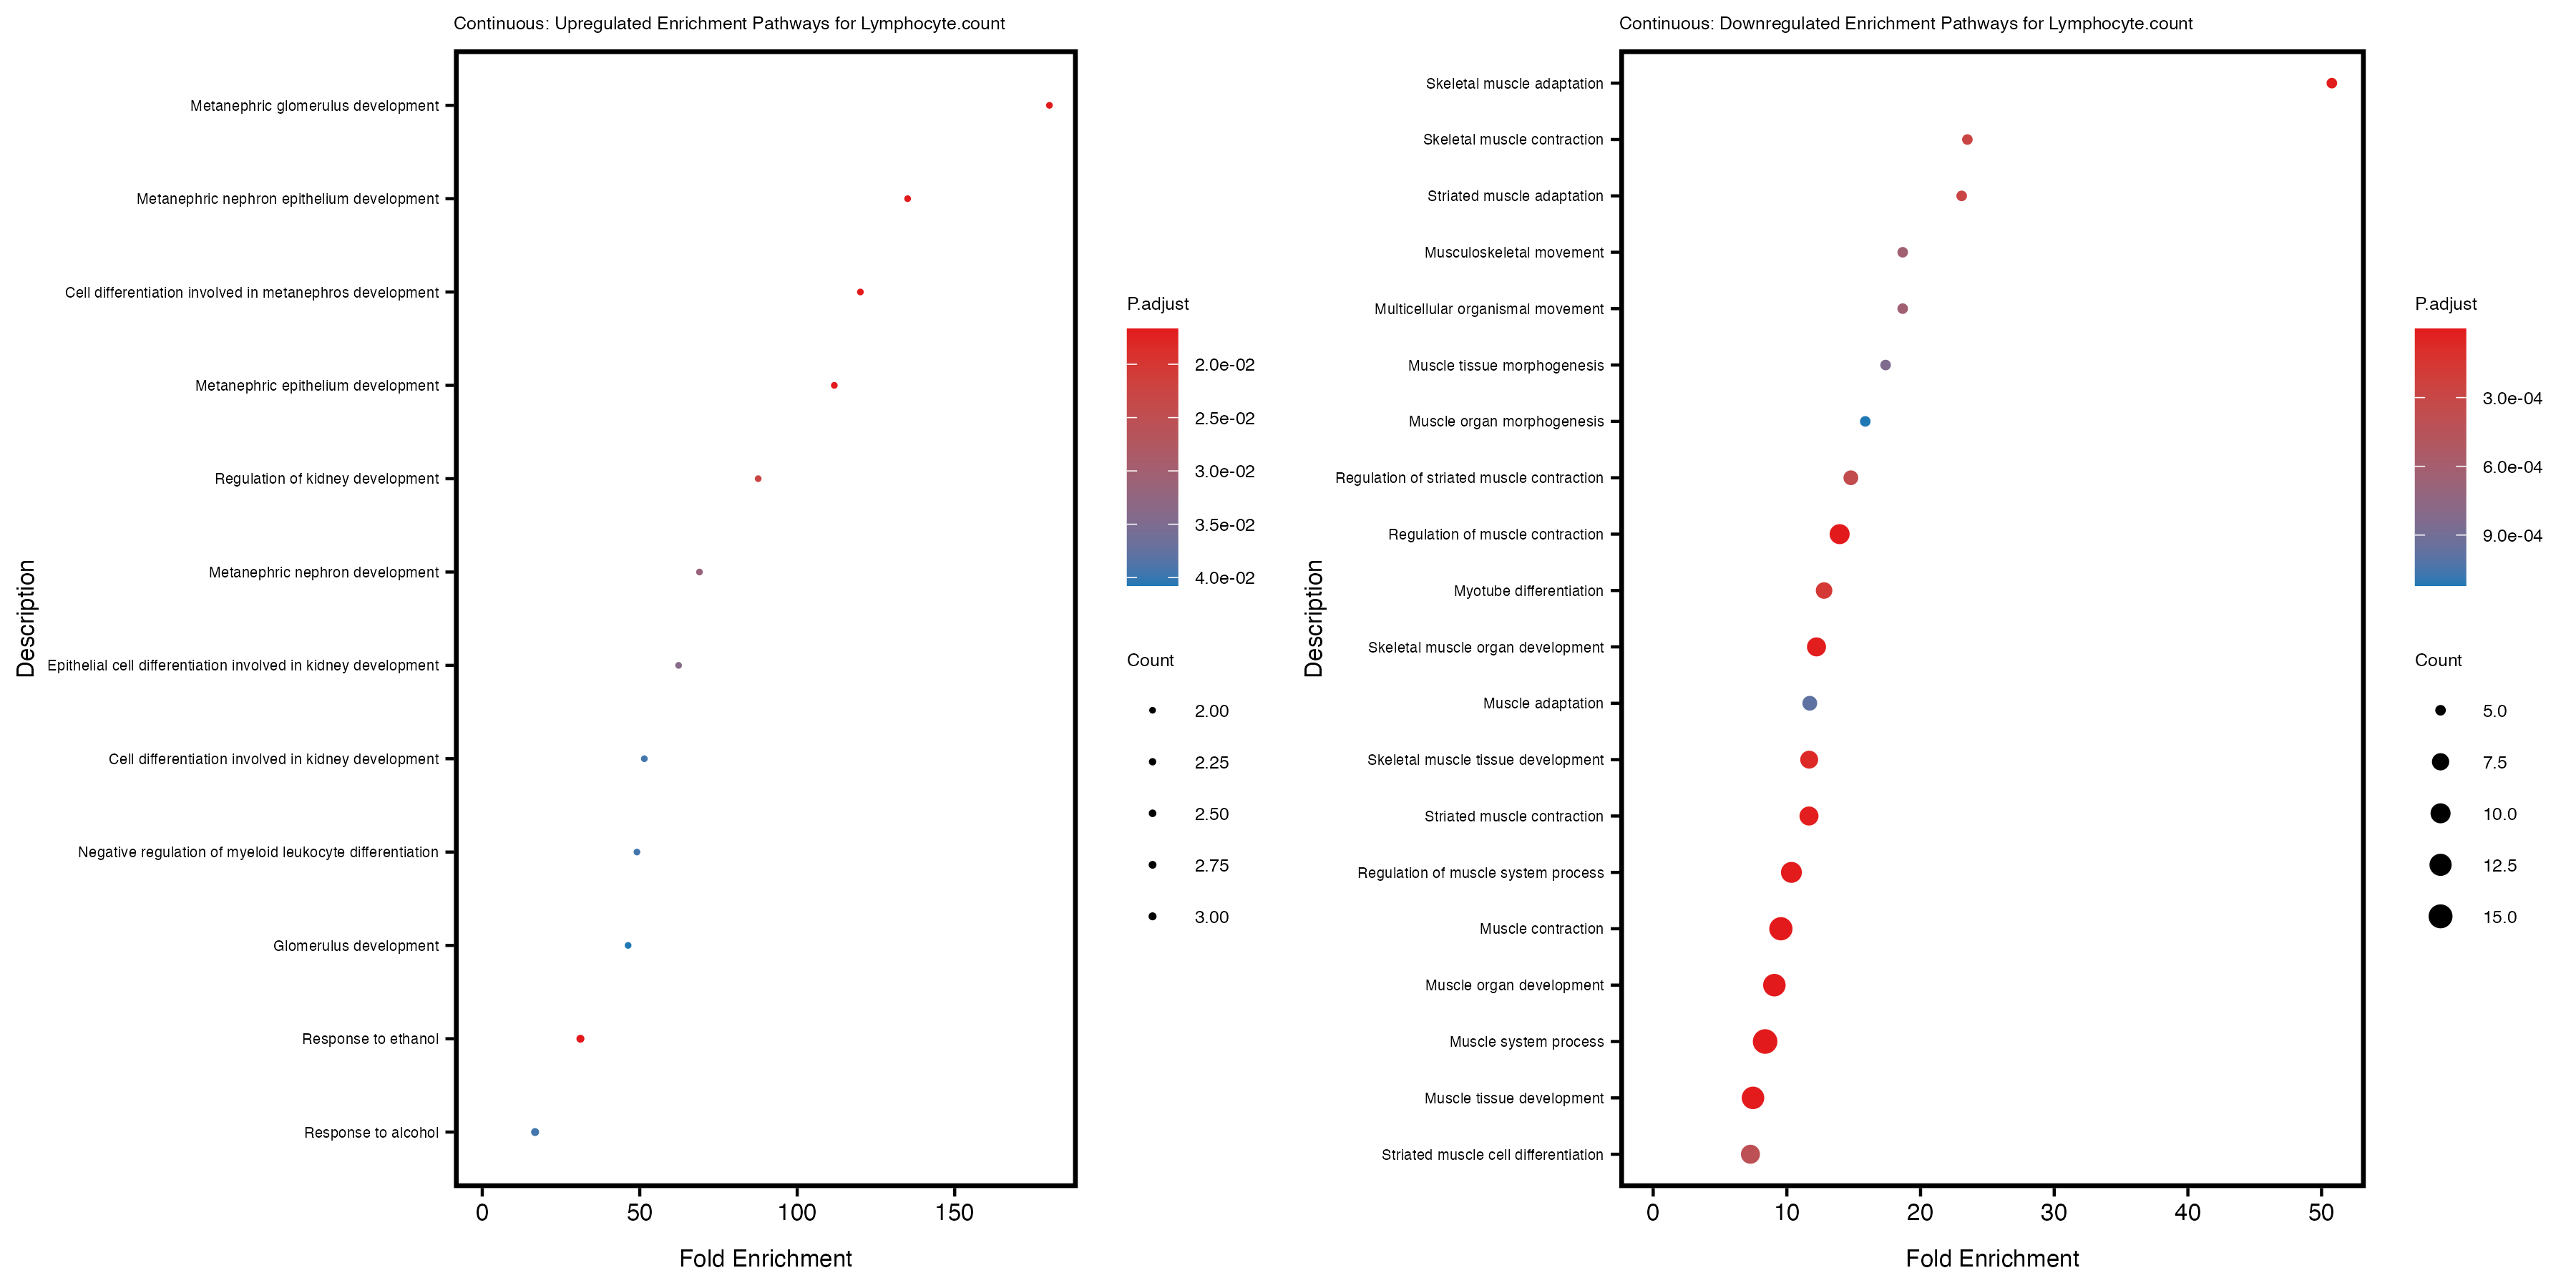 Continuous: Upregulated Enrichment Pathways for Lymphocyte.count
Description
Metanephric glomerulus development
Metanephric nephron epithelium development
Cell differentiation involved in metanephros development
Metanephric epithelium development
Regulation of kidney development
Metanephric nephron development
Epithelial cell differentiation involved in kidney development
Cell differentiation involved in kidney development
Negative regulation of myeloid leukocyte differentiation
Glomerulus development
Response to ethanol
Response to alcohol
0 50 100 150
Fold Enrichment
P.adjust
2.0e-02
2.5e-02
3.0e-02
3.5e-02
4.0e-02
Count
2.00
2.25
2.50
2.75
3.00
Continuous: Downregulated Enrichment Pathways for Lymphocyte.count
Description
Skeletal muscle adaptation
Skeletal muscle contraction
Striated muscle adaptation
Musculoskeletal movement
Multicellular organismal movement
Muscle tissue morphogenesis
Muscle organ morphogenesis
Regulation of striated muscle contraction
Regulation of muscle contraction
Myotube differentiation
Skeletal muscle organ development
Muscle adaptation
Skeletal muscle tissue development
Striated muscle contraction
Regulation of muscle system process
Muscle contraction
Muscle organ development
Muscle system process
Muscle tissue development
Striated muscle cell differentiation
0 10 20 30 40 50
Fold Enrichment
P.adjust
3.0e-04
6.0e-04
9.0e-04
Count
5.0
7.5
10.0
12.5
15.0